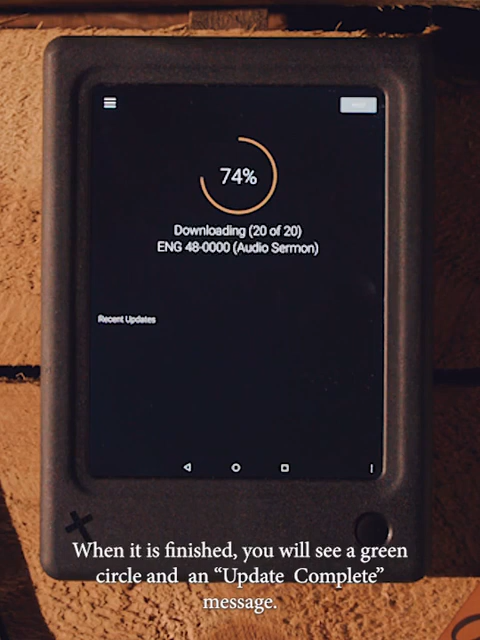 74%
Downloading (20 of 20)
ENG 48-0000 (Audio Sermon)
Recent Updates
When it is finished, you will see a green
circle and an “Update Complete”
message.